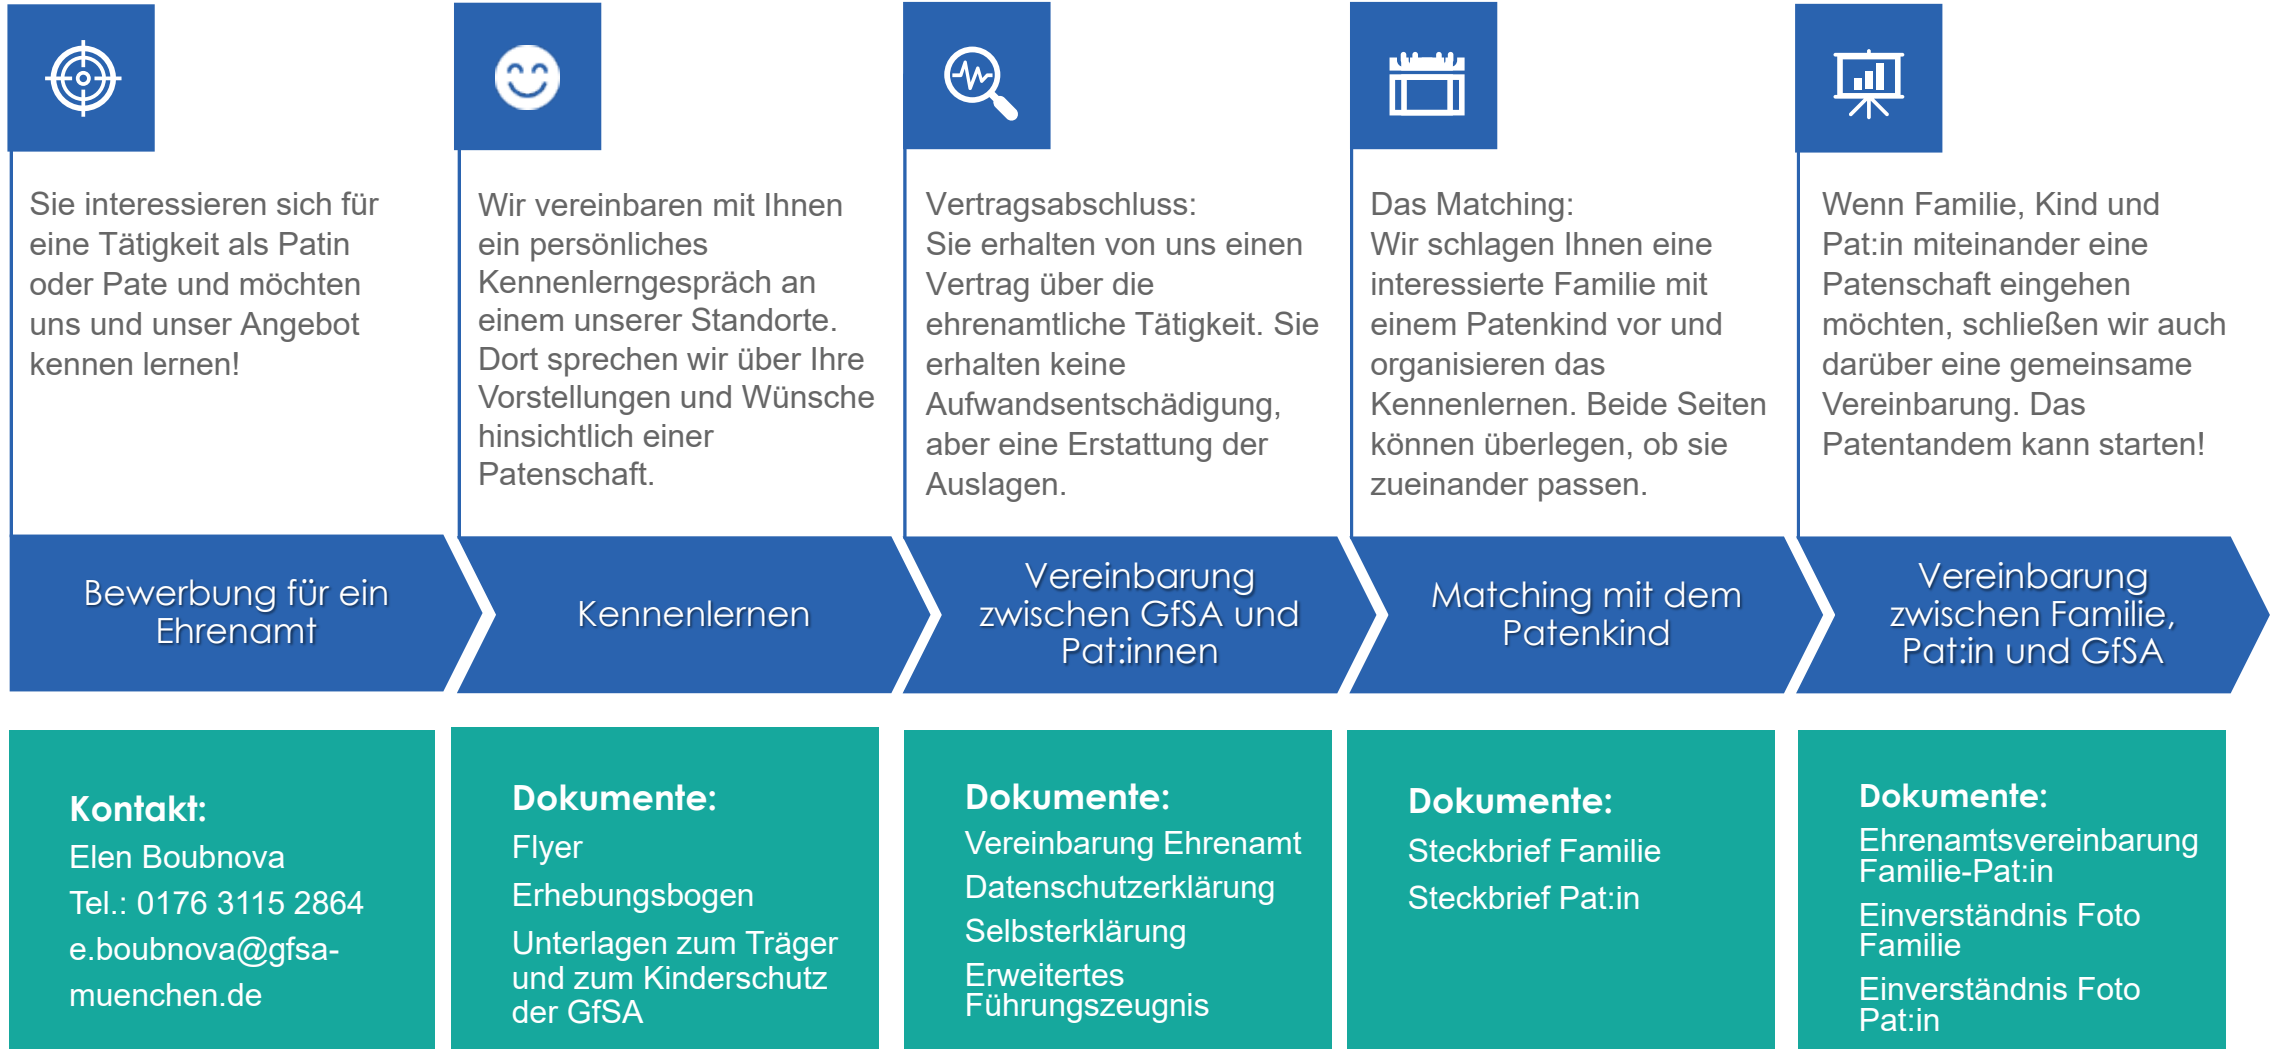 Sie interessieren sich für
eine Tätigkeit als Patin
oder Pate und möchten
uns und unser Angebot
kennen lernen!
Wir vereinbaren mit Ihnen
ein persönliches
Kennenlerngespräch an
einem unserer Standorte.
Dort sprechen wir über Ihre
Vorstellungen und Wünsche
hinsichtlich einer
Patenschaft.
Vertragsabschluss:
Sie erhalten von uns einen
Vertrag über die
ehrenamtliche Tätigkeit. Sie
erhalten keine
Aufwandsentschädigung,
aber eine Erstattung der
Auslagen.
Das Matching:
Wir schlagen Ihnen eine
interessierte Familie mit
einem Patenkind vor und
organisieren das
Kennenlernen. Beide Seiten
können überlegen, ob sie
zueinander passen.
Wenn Familie, Kind und
Pat:in miteinander eine
Patenschaft eingehen
möchten, schließen wir auch
darüber eine gemeinsame
Vereinbarung. Das
Patentandem kann starten!
Bewerbung für ein
Ehrenamt
Kennenlernen
Vereinbarung
zwischen GfSA und
Pat:innen
Matching mit dem
Patenkind
Vereinbarung
zwischen Familie,
Pat:in und GfSA
Kontakt:
Elen Boubnova
Tel.: 0176 3115 2864
e.boubnova@gfsa-
muenchen.de
Dokumente:
Flyer
Erhebungsbogen
Unterlagen zum Träger
und zum Kinderschutz
der GfSA
Dokumente:
Vereinbarung Ehrenamt
Datenschutzerklärung
Selbsterklärung
Erweitertes
Führungszeugnis
Dokumente:
Steckbrief Familie
Steckbrief Pat:in
Dokumente:
Ehrenamtsvereinbarung
Familie-Pat:in
Einverständnis Foto
Familie
Einverständnis Foto
Pat:in